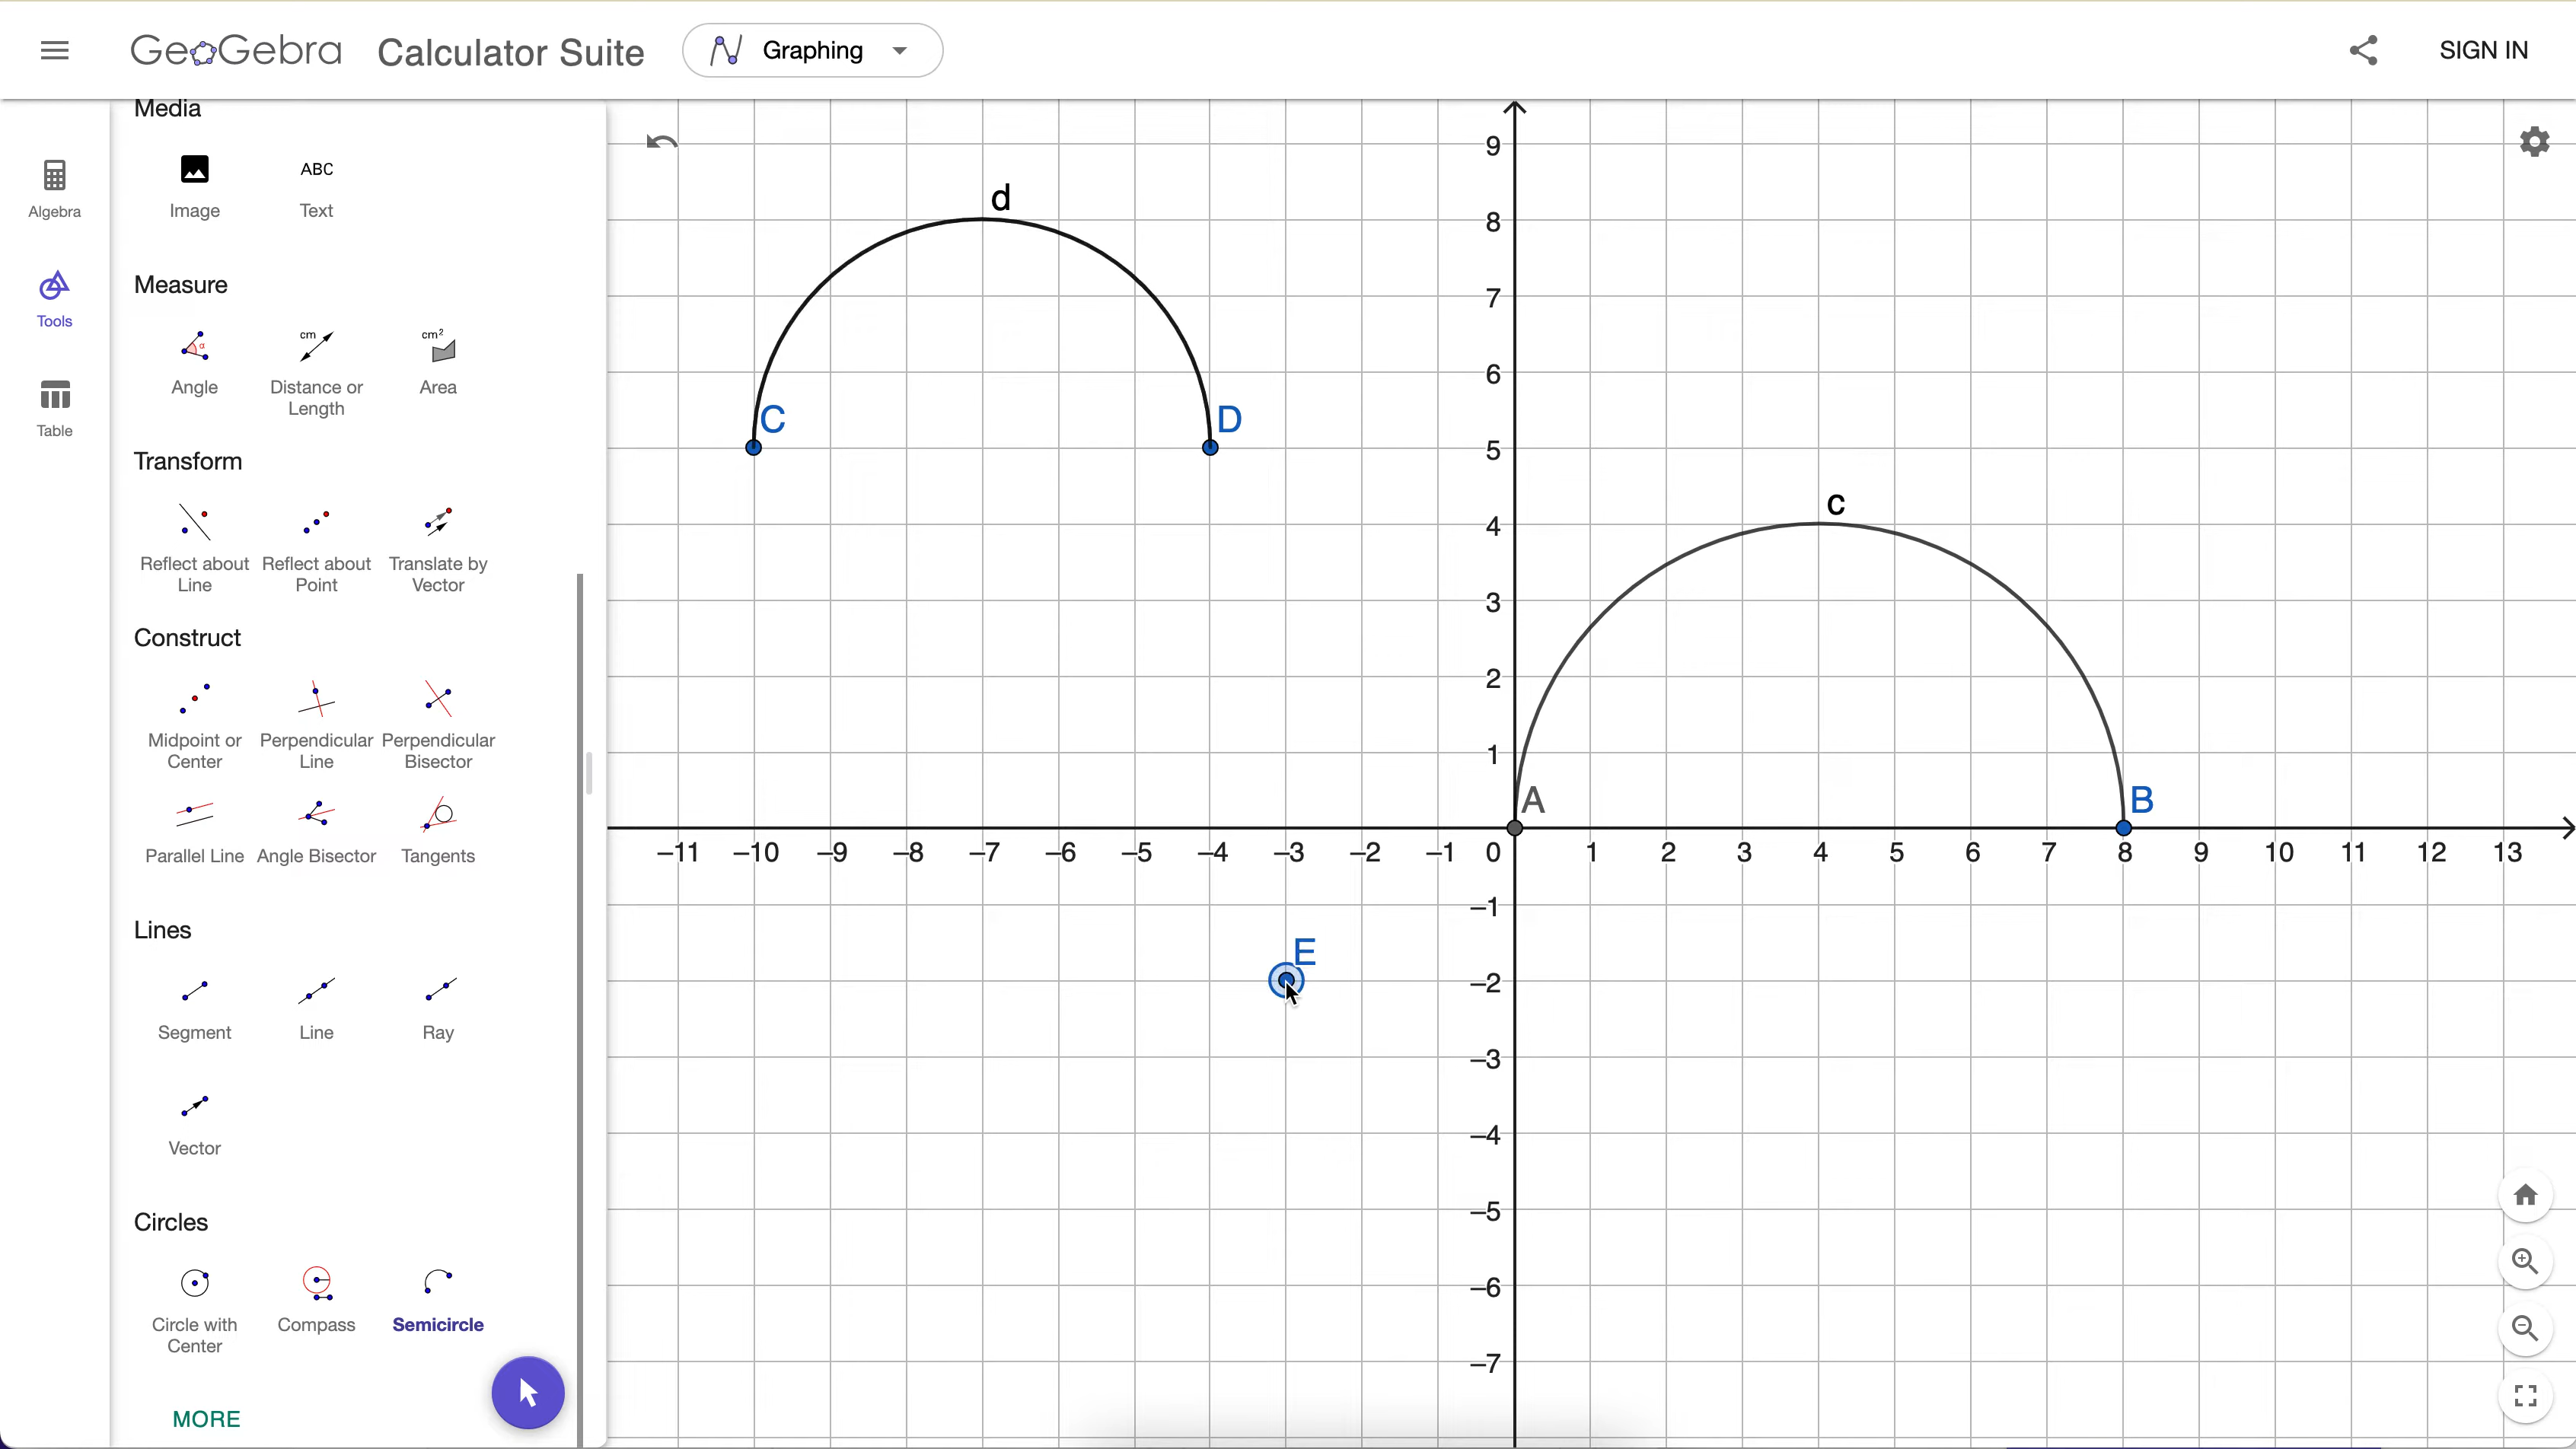 GeoGebra Calculator Suite Graphing SIGN IN
Algebra
Tools
Table
Media
Image ABC Text
Measure
Angle cm Distance or Length cm² Area
α
Transform
Reflect about Line Reflect about Point Translate by Vector
Construct
Midpoint or Center Perpendicular Line Perpendicular Bisector
Parallel Line Angle Bisector Tangents
Lines
Segment Line Ray
Vector
Circles
Circle with Center Compass Semicircle
MORE
9
d
8
7
6
C D
5
c
4
3
2
1
A B
–11 –10 –9 –8 –7 –6 –5 –4 –3 –2 –1 0 1 2 3 4 5 6 7 8 9 10 11 12 13
–1
E
–2
–3
–4
–5
–6
–7